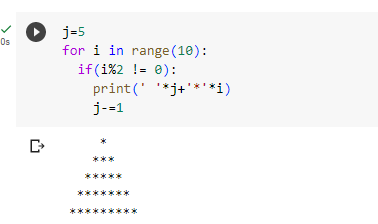 j=5
for i in range(10):
  if(i%2 != 0):
    print(' '*j+'*'*i)
    j-=1
0s
     *
    ***
   *****
  *******
 *********